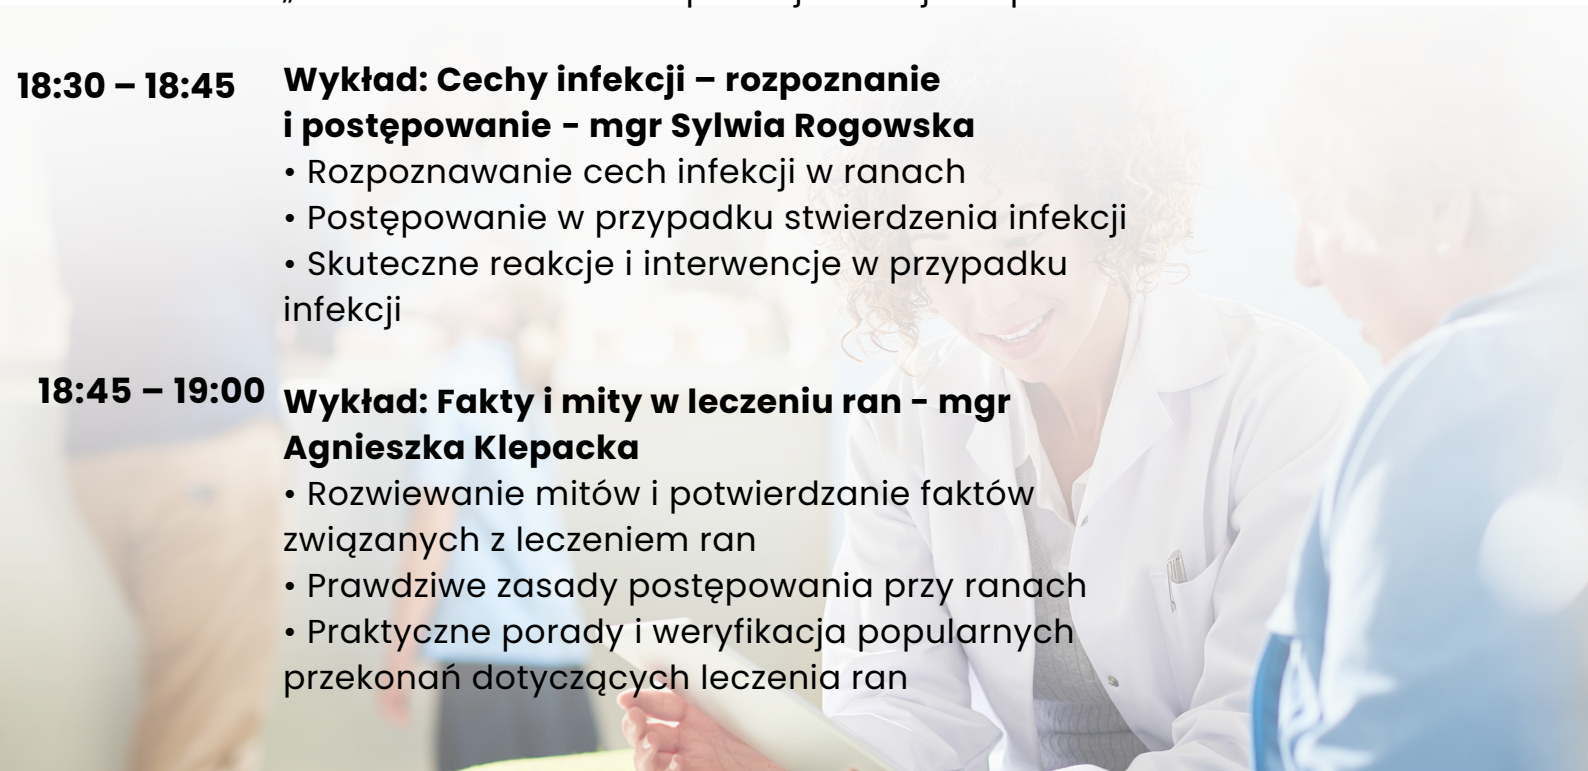 18:30 – 18:45
Wykład: Cechy infekcji – rozpoznanie
i postępowanie - mgr Sylwia Rogowska
• Rozpoznawanie cech infekcji w ranach
• Postępowanie w przypadku stwierdzenia infekcji
• Skuteczne reakcje i interwencje w przypadku
infekcji
18:45 – 19:00
Wykład: Fakty i mity w leczeniu ran - mgr
Agnieszka Klepacka
• Rozwiewanie mitów i potwierdzanie faktów
związanych z leczeniem ran
• Prawdziwe zasady postępowania przy ranach
• Praktyczne porady i weryfikacja popularnych
przekonań dotyczących leczenia ran